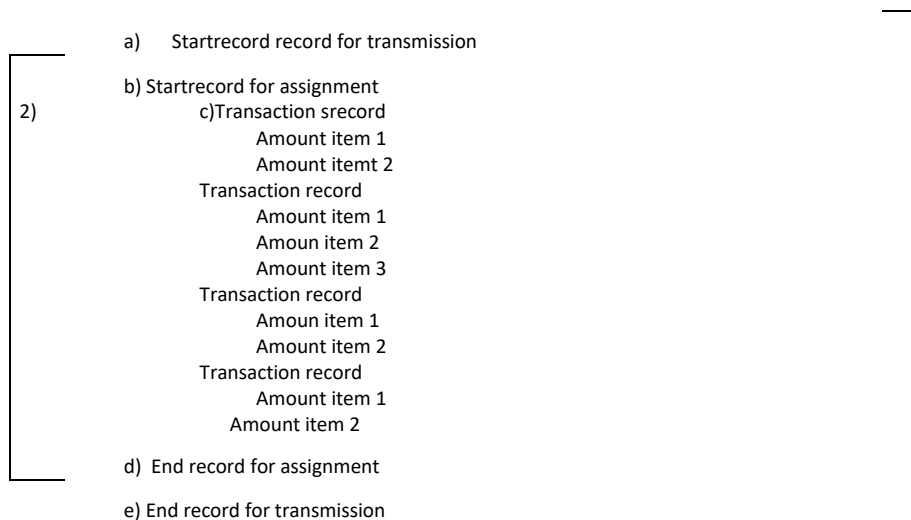 a) Startrecord record for transmission
b) Startrecord for assignment
2) c)Transaction srecord
Amount item 1
Amount itemt 2
Transaction record
Amount item 1
Amoun item 2
Amount item 3
Transaction record
Amoun item 1
Amount item 2
Transaction record
Amount item 1
Amount item 2
d) End record for assignment
e) End record for transmission